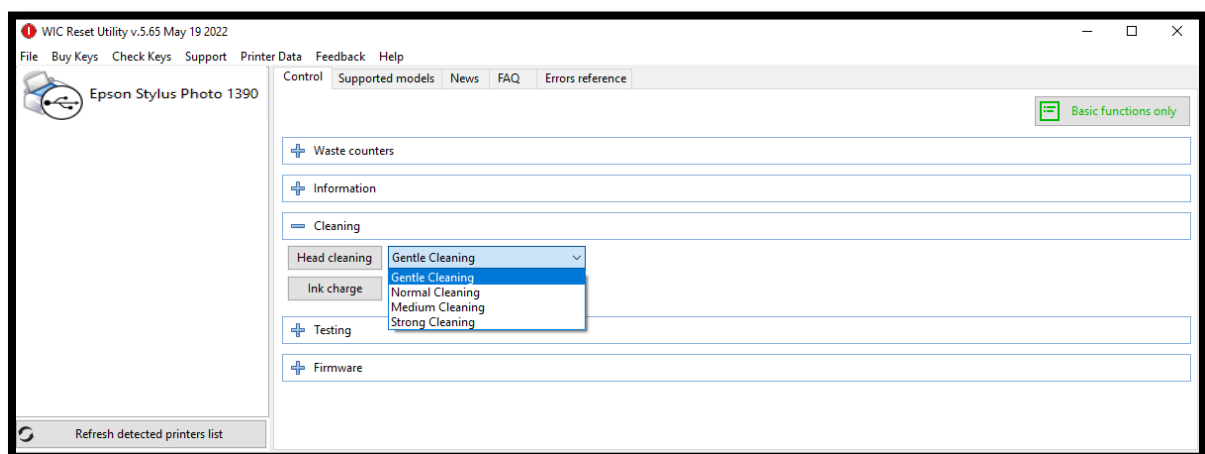 WIC Reset Utility v.5.65 May 19 2022
File Buy Keys Check Keys Support Printer Data Feedback Help
Epson Stylus Photo 1390
Control Supported models News FAQ Errors reference
Basic functions only
Waste counters
Information
Cleaning
Head cleaning Gentle Cleaning
Gentle Cleaning
Ink charge Normal Cleaning
Medium Cleaning
Strong Cleaning
Testing
Firmware
Refresh detected printers list